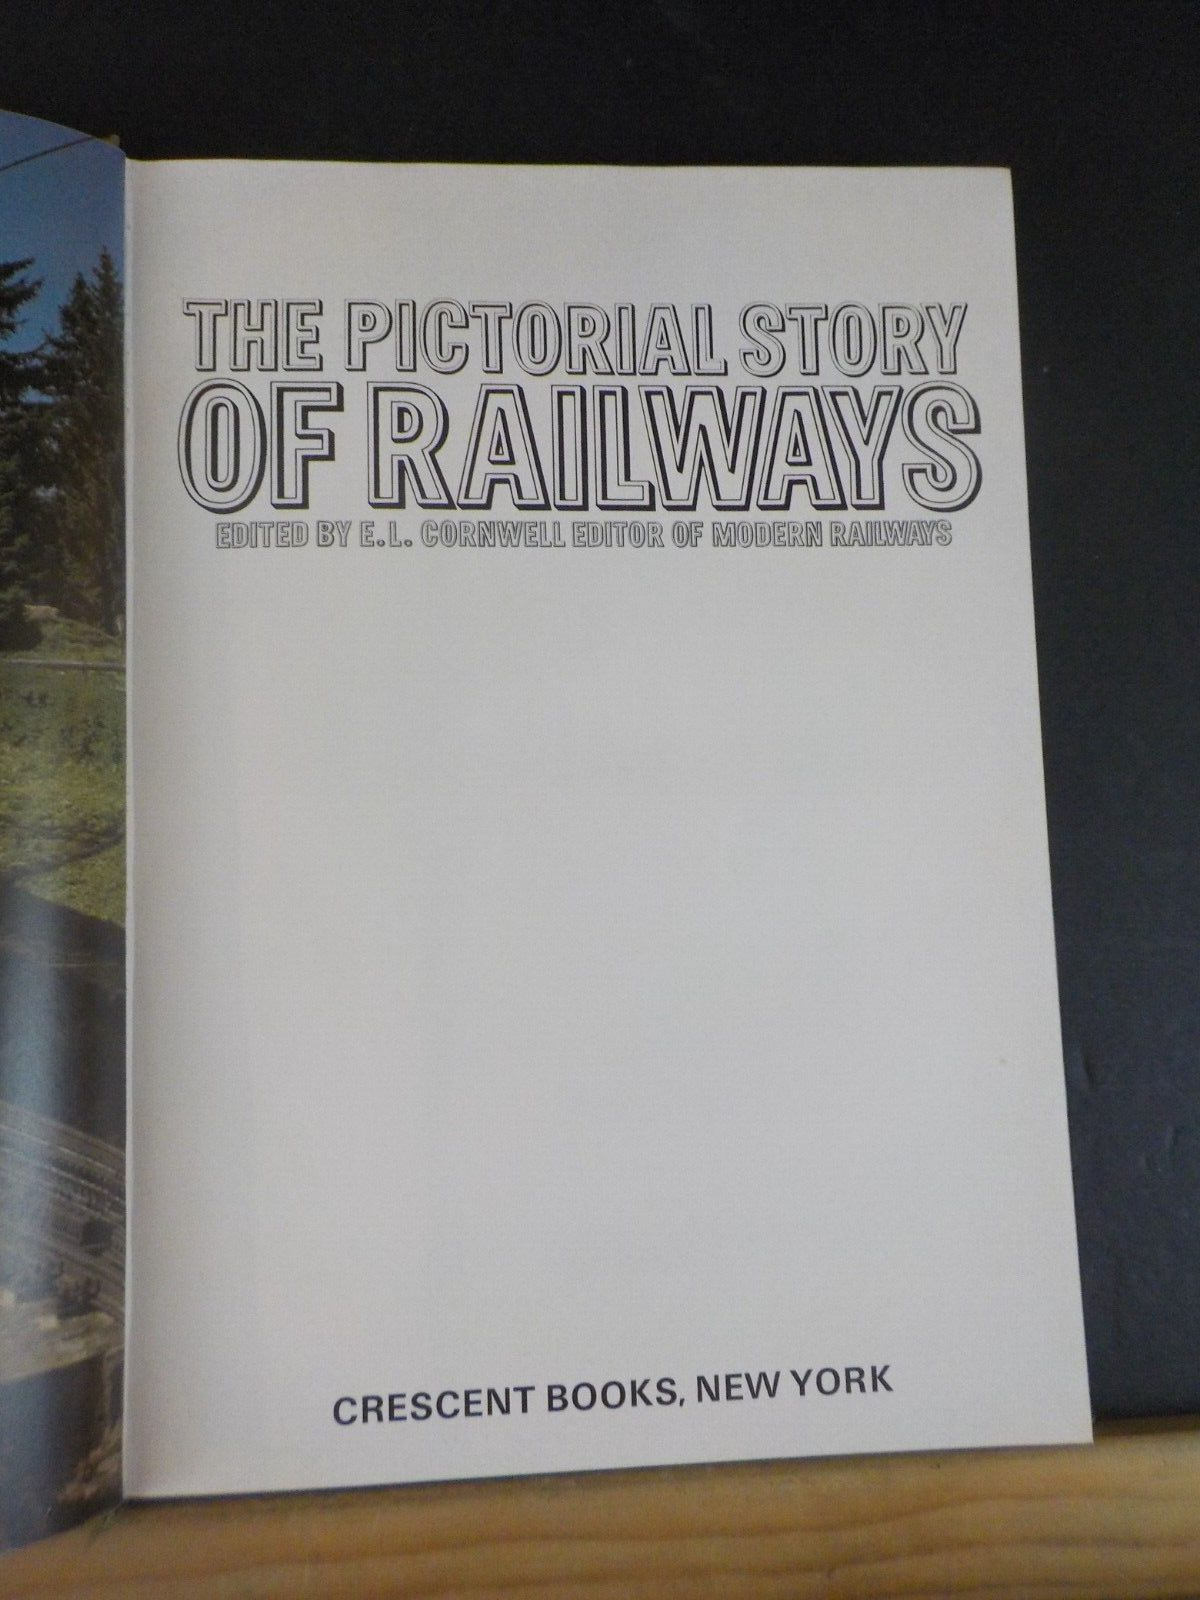 THE PICTORIAL STORY
OF RAILWAYS
EDITED BY E.L. CORNWELL EDITOR OF MODERN RAILWAYS
CRESCENT BOOKS, NEW YORK